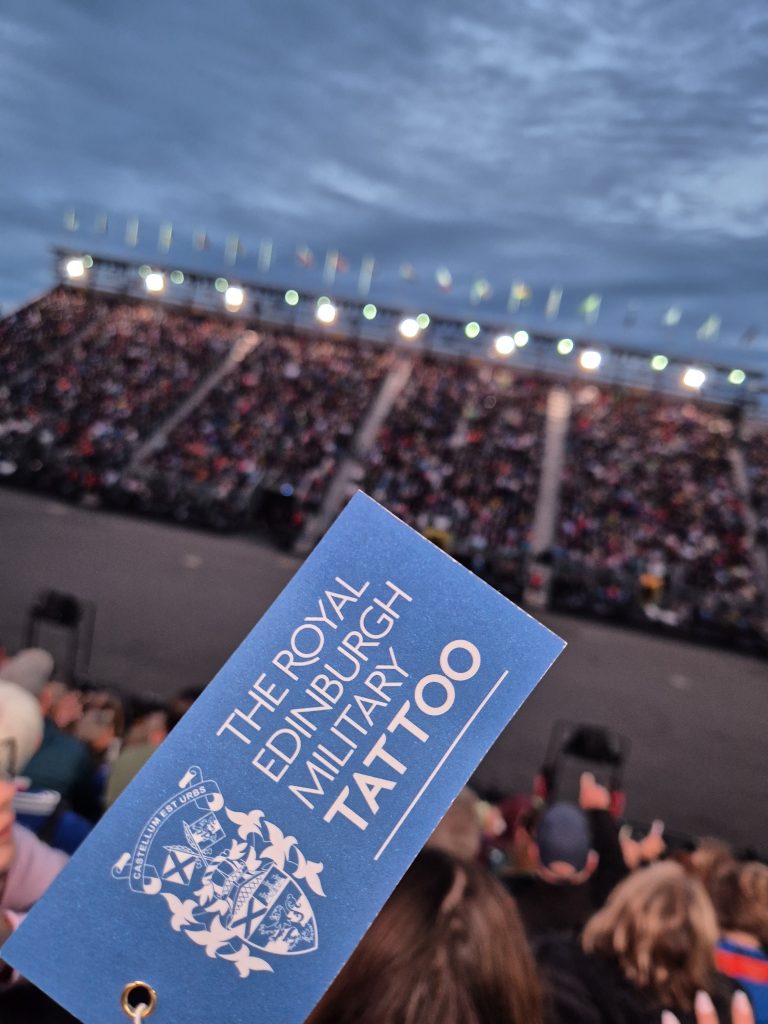 THE ROYAL
EDINBURGH
MILITARY
TATTOO
CASTELLUM EST URBS